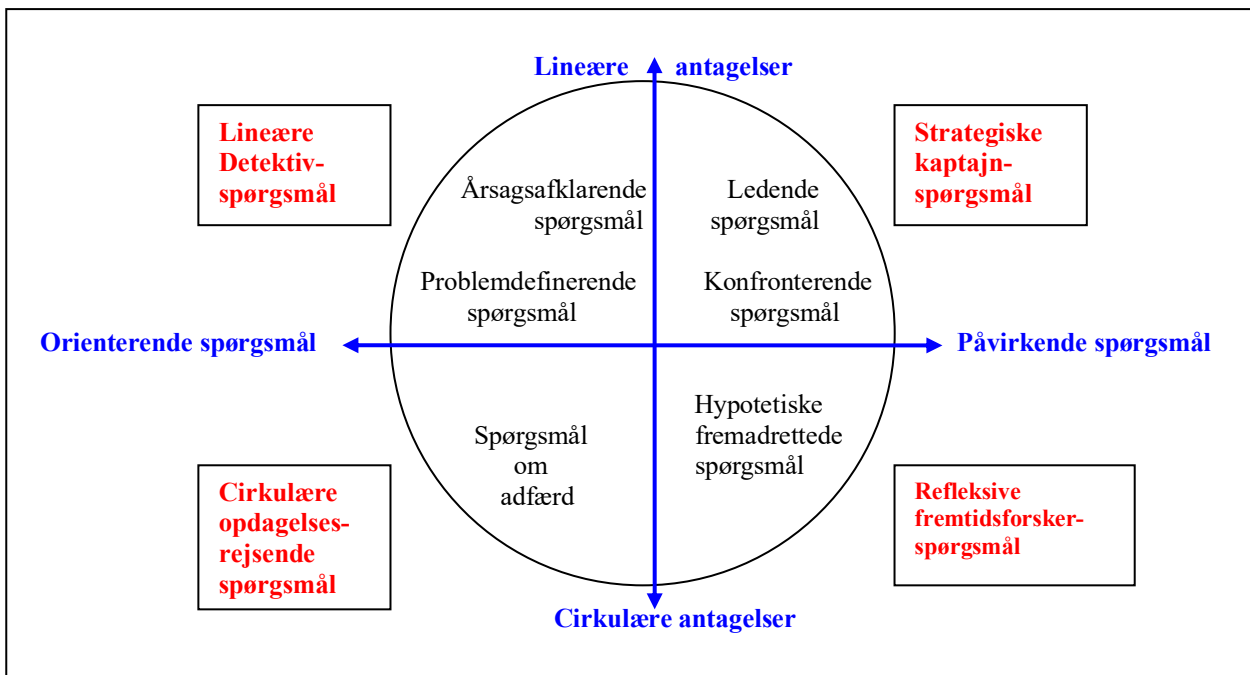 Lineære antagelser
Lineære
Detektiv-
spørgsmål
Strategiske
kaptajn-
spørgsmål
Årsagsafklarende
spørgsmål
Ledende
spørgsmål
Problemdefinerende
spørgsmål
Konfronterende
spørgsmål
Orienterende spørgsmål
Påvirkende spørgsmål
Spørgsmål
om
adfærd
Hypotetiske
fremadrettede
spørgsmål
Cirkulære
opdagelses-
rejsende
spørgsmål
Refleksive
fremtidsforsker-
spørgsmål
Cirkulære antagelser